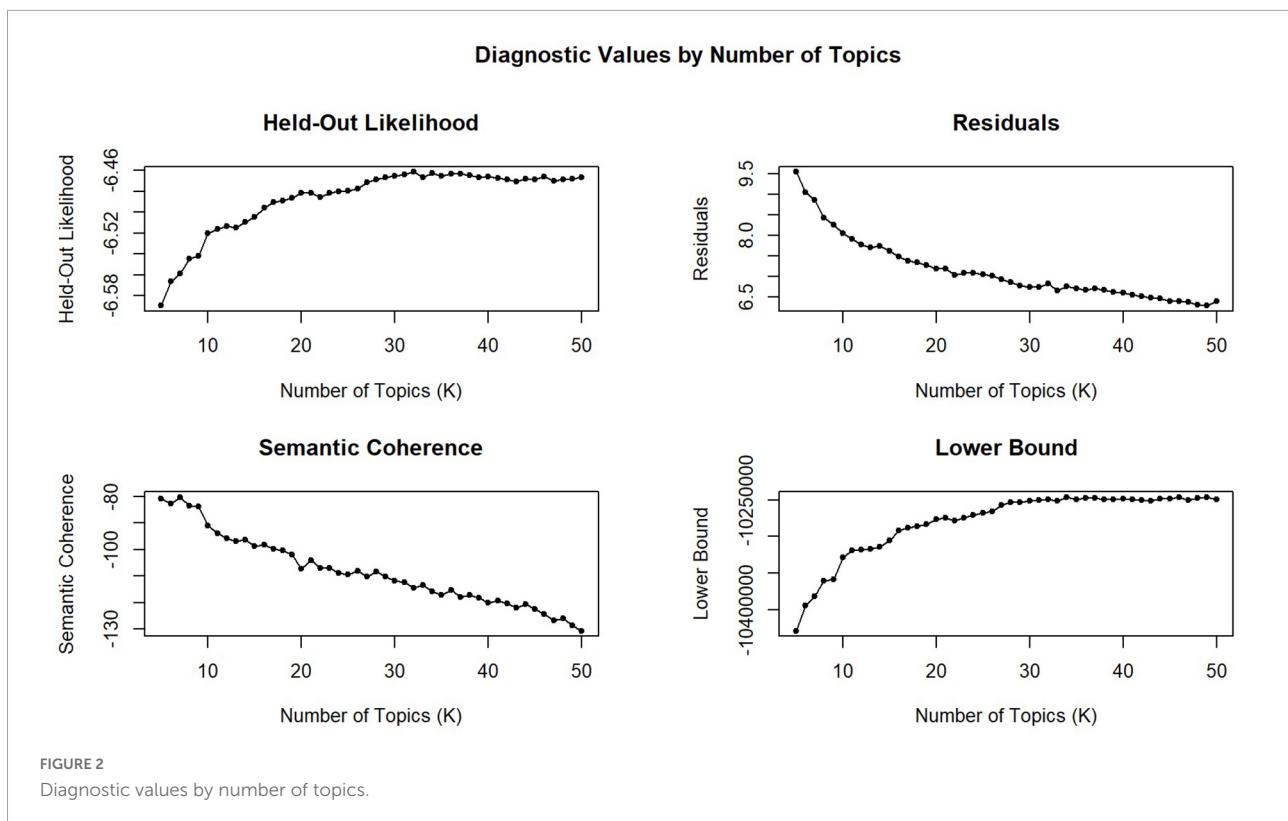 Diagnostic Values by Number of Topics
Held-Out Likelihood
Held-Out Likelihood
-6.46
-6.52
-6.58
10 20 30 40 50
Number of Topics (K)
Residuals
Residuals
9.5
8.0
6.5
10 20 30 40 50
Number of Topics (K)
Semantic Coherence
Semantic Coherence
-80
-100
-130
10 20 30 40 50
Number of Topics (K)
Lower Bound
Lower Bound
-10250000
-10400000
10 20 30 40 50
Number of Topics (K)
FIGURE 2
Diagnostic values by number of topics.